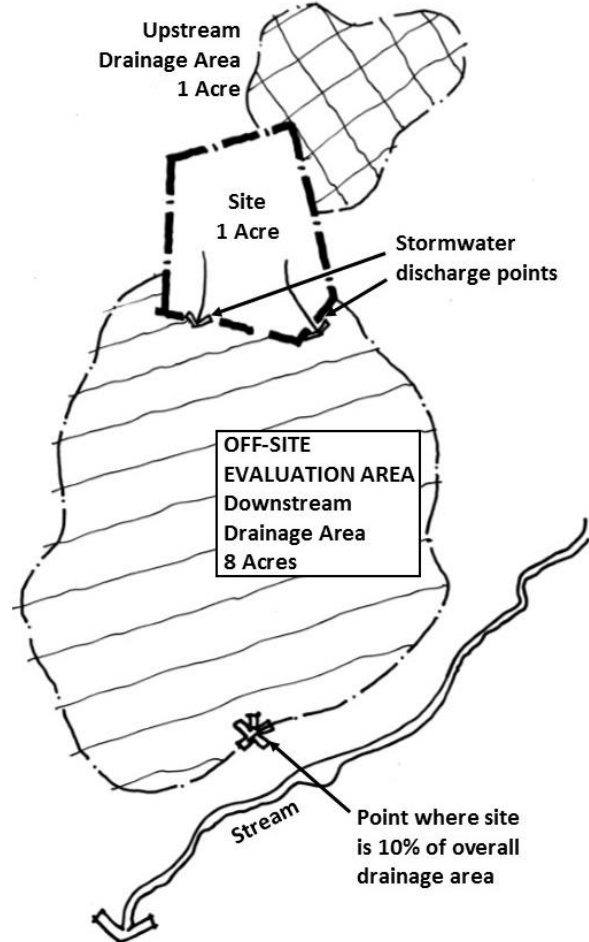 Upstream
Drainage Area
1 Acre
Site
1 Acre
Stormwater
discharge points
OFF-SITE
EVALUATION AREA
Downstream
Drainage Area
8 Acres
Stream
Point where site
is 10% of overall
drainage area